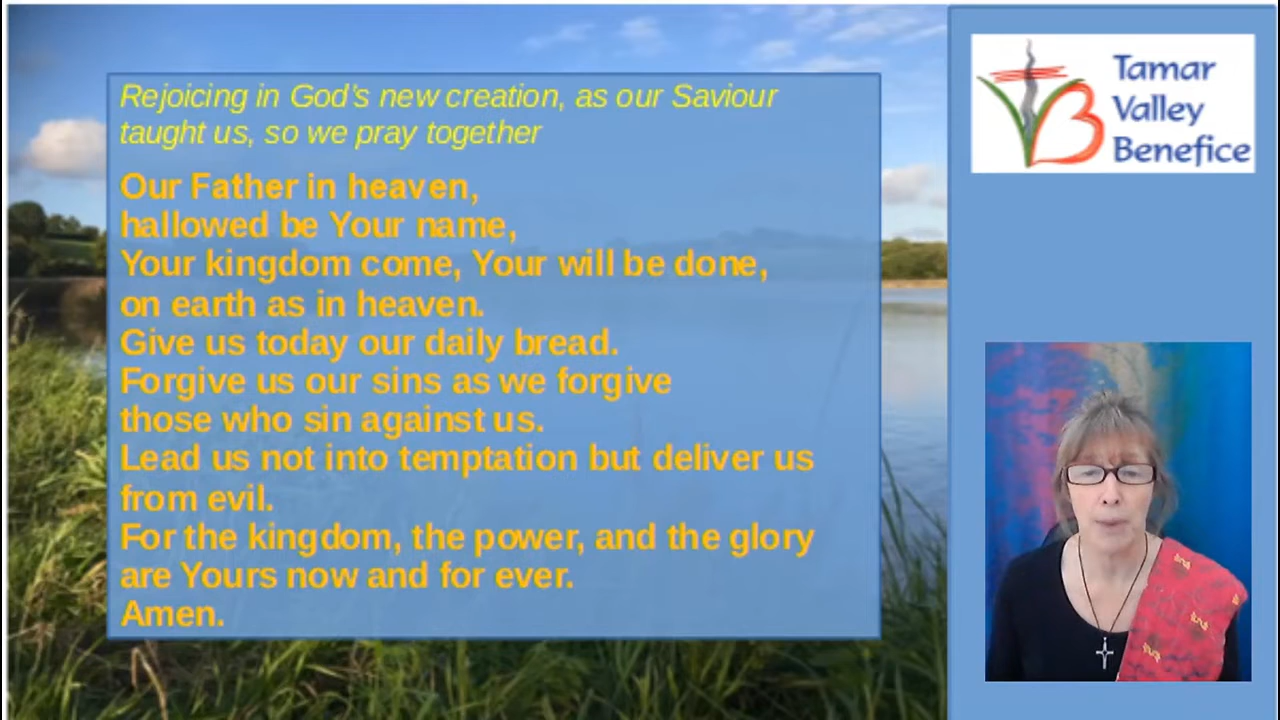 Rejoicing in God's new creation, as our Saviour
taught us, so we pray together
Our Father in heaven,
hallowed be Your name,
Your kingdom come, Your will be done,
on earth as in heaven.
Give us today our daily bread.
Forgive us our sins as we forgive
those who sin against us.
Lead us not into temptation but deliver us
from evil.
For the kingdom, the power, and the glory
are Yours now and for ever.
Amen.
Tamar
Valley
Benefice